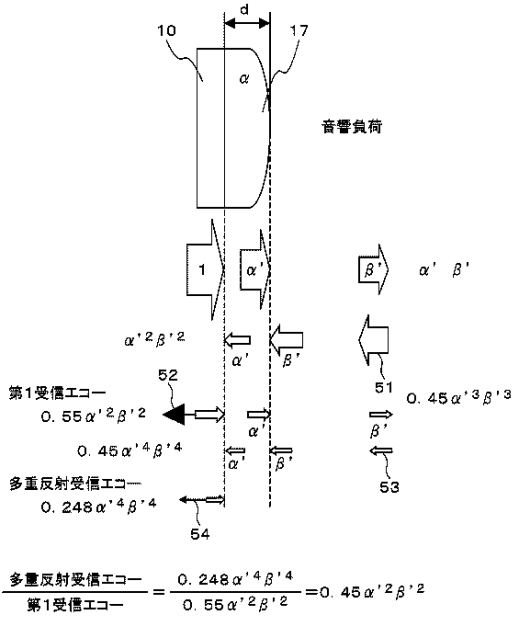 d
10
17
α
音響負荷
1
α'
β'
α' β'
α'²β'²
α'
β'
51
第1受信エコー
52
0.55α'²β'²
α'
β'
0.45α'³β'³
0.45α'⁴β'⁴
α'
β'
53
多重反射受信エコー
0.248α'⁴β'⁴
54
多重反射受信エコー/第1受信エコー = 0.248α'⁴β'⁴/0.55α'²β'² =0.45α'²β'²